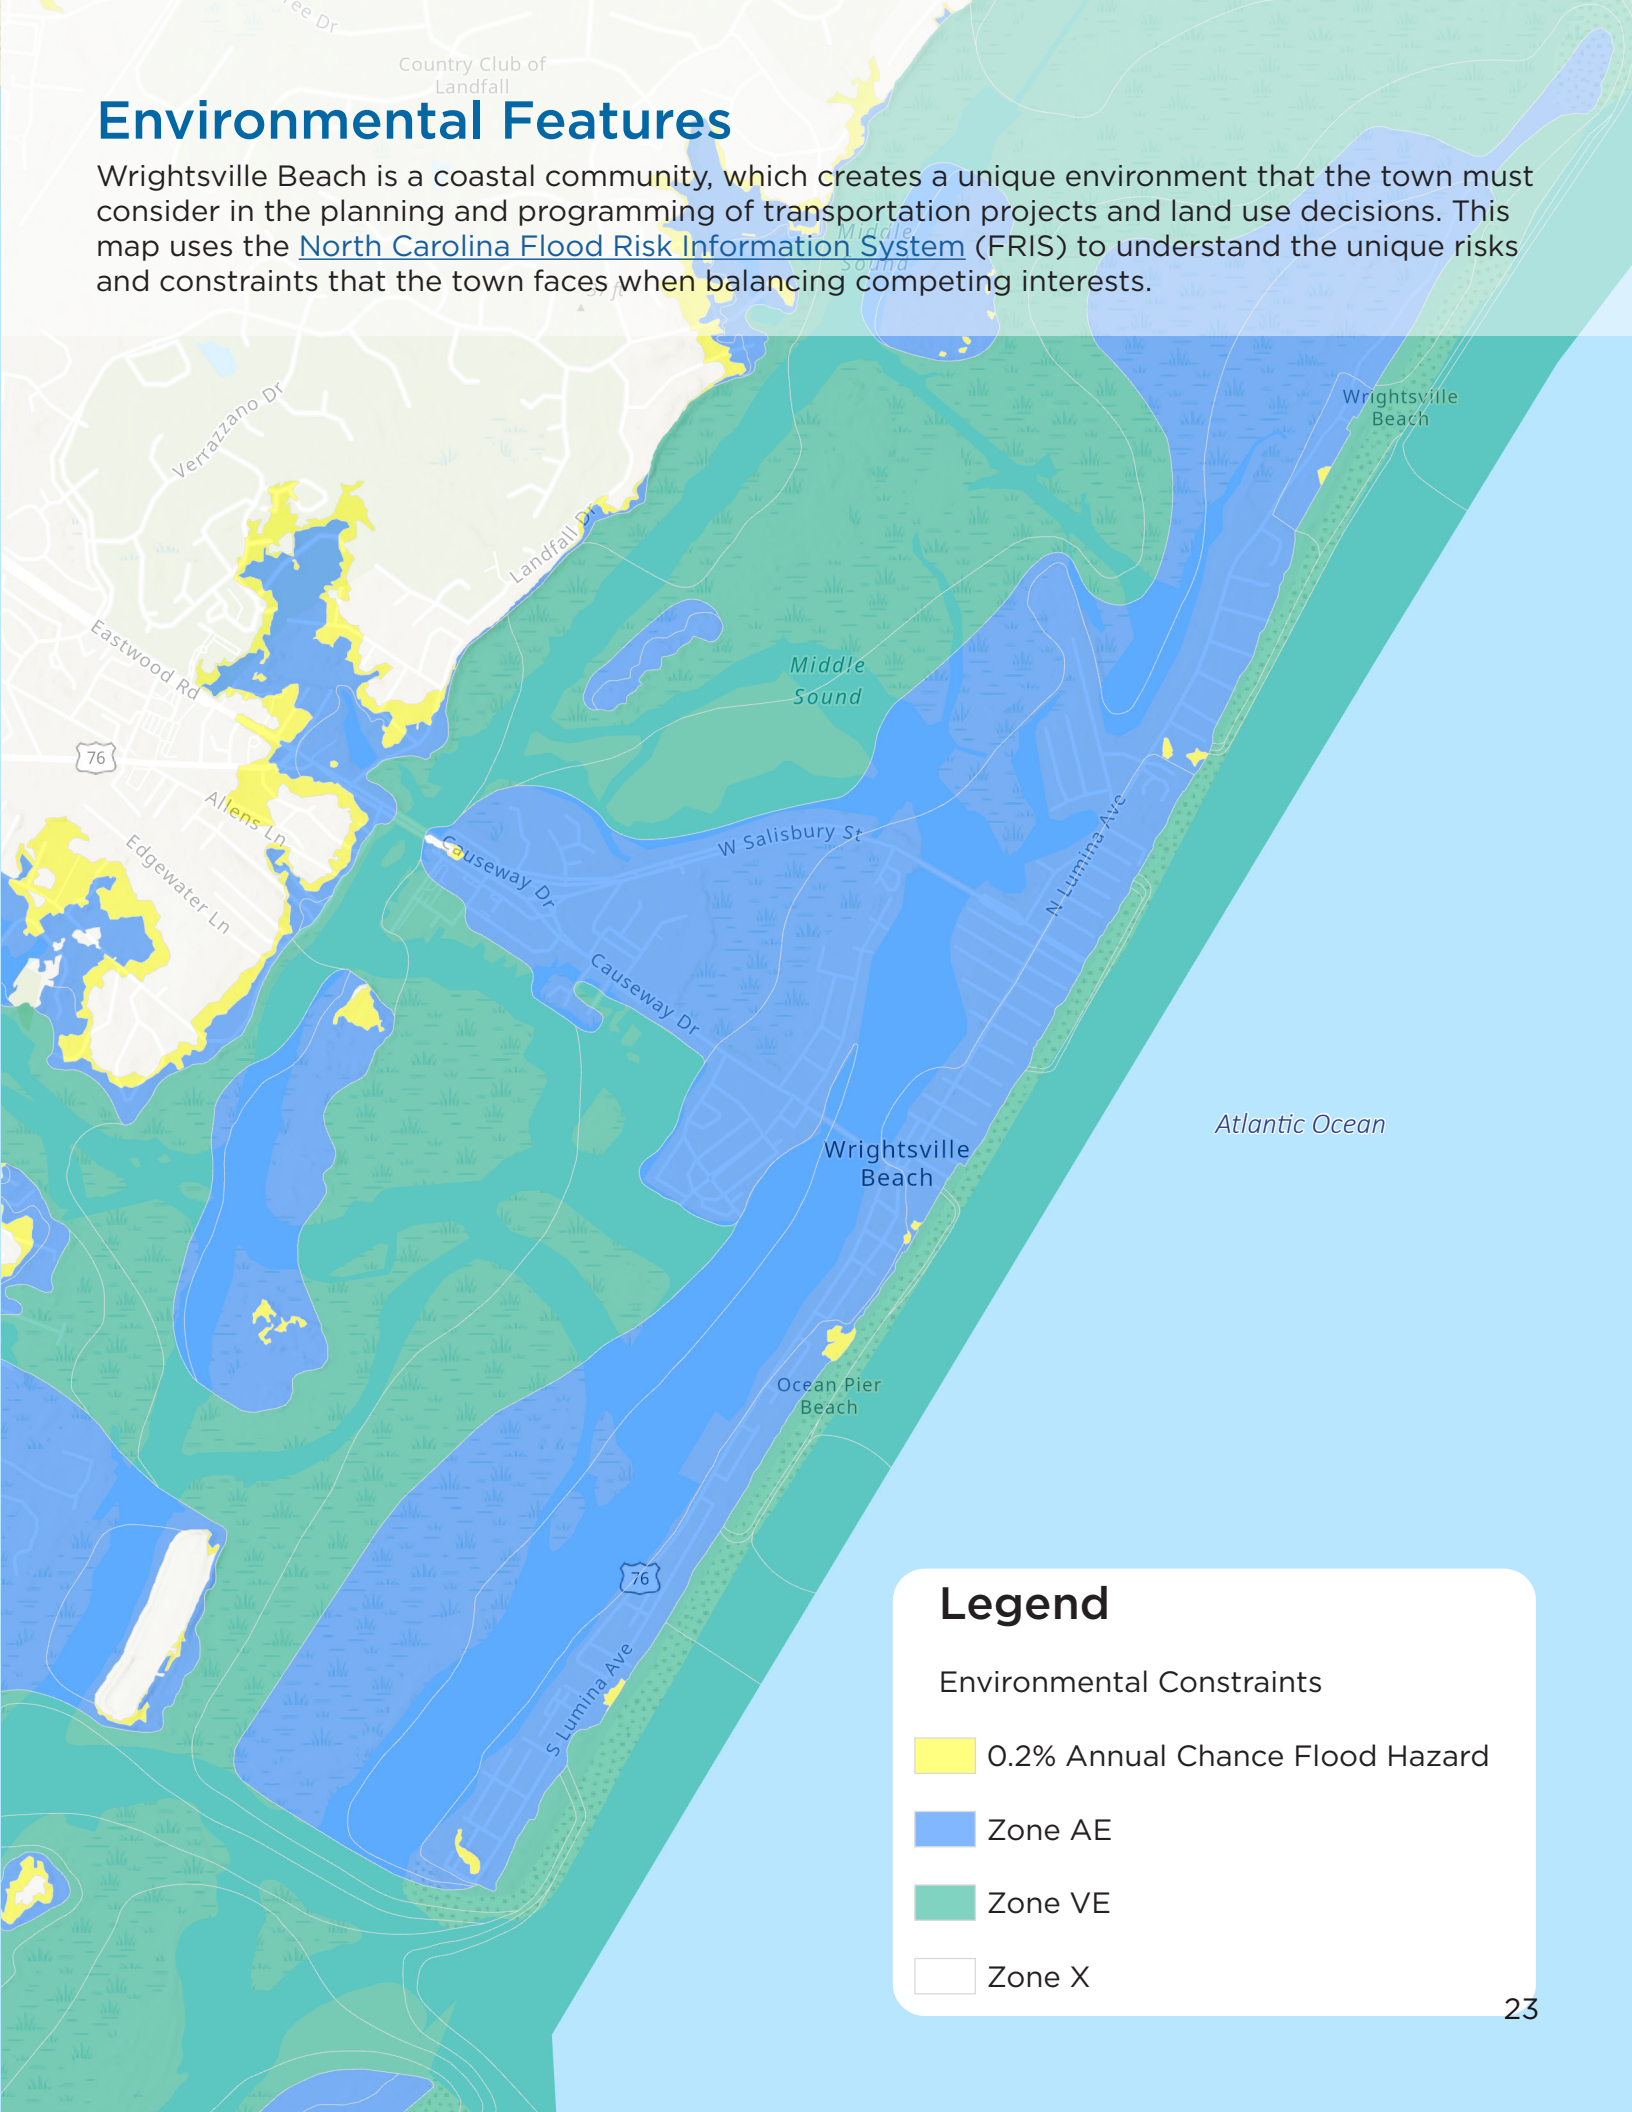 ree Dr
Country Club of
Landfall
Environmental Features
Wrightsville Beach is a coastal community, which creates a unique environment that the town must
consider in the planning and programming of transportation projects and land use decisions. This
map uses the North Carolina Flood Risk Information System (FRIS) to understand the unique risks
and constraints that the town faces when balancing competing interests.
Middle
Sound
Verrazzano Dr
Wrightsville
Beach
Landfall Dr
Eastwood Rd
Middle
Sound
76
Allens Ln
Edgewater Ln
Causeway Dr
W Salisbury St
N Lumina Ave
Causeway Dr
Atlantic Ocean
Wrightsville
Beach
Ocean Pier
Beach
76
S Lumina Ave
Legend
Environmental Constraints
0.2% Annual Chance Flood Hazard
Zone AE
Zone VE
Zone X
23